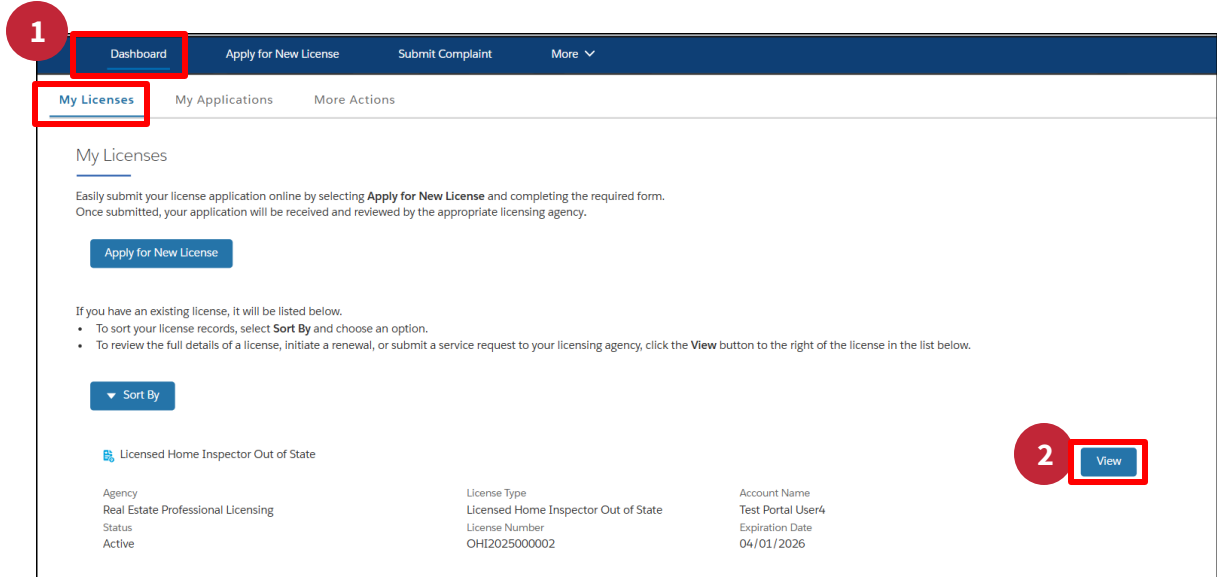 1
Dashboard Apply for New License Submit Complaint More
My Licenses My Applications More Actions
My Licenses
Easily submit your license application online by selecting Apply for New License and completing the required form.
Once submitted, your application will be received and reviewed by the appropriate licensing agency.
Apply for New License
If you have an existing license, it will be listed below.
• To sort your license records, select Sort By and choose an option.
• To review the full details of a license, initiate a renewal, or submit a service request to your licensing agency, click the View button to the right of the license in the list below.
Sort By
Licensed Home Inspector Out of State
2 View
Agency License Type Account Name
Real Estate Professional Licensing Licensed Home Inspector Out of State Test Portal User4
Status License Number Expiration Date
Active OHI2025000002 04/01/2026